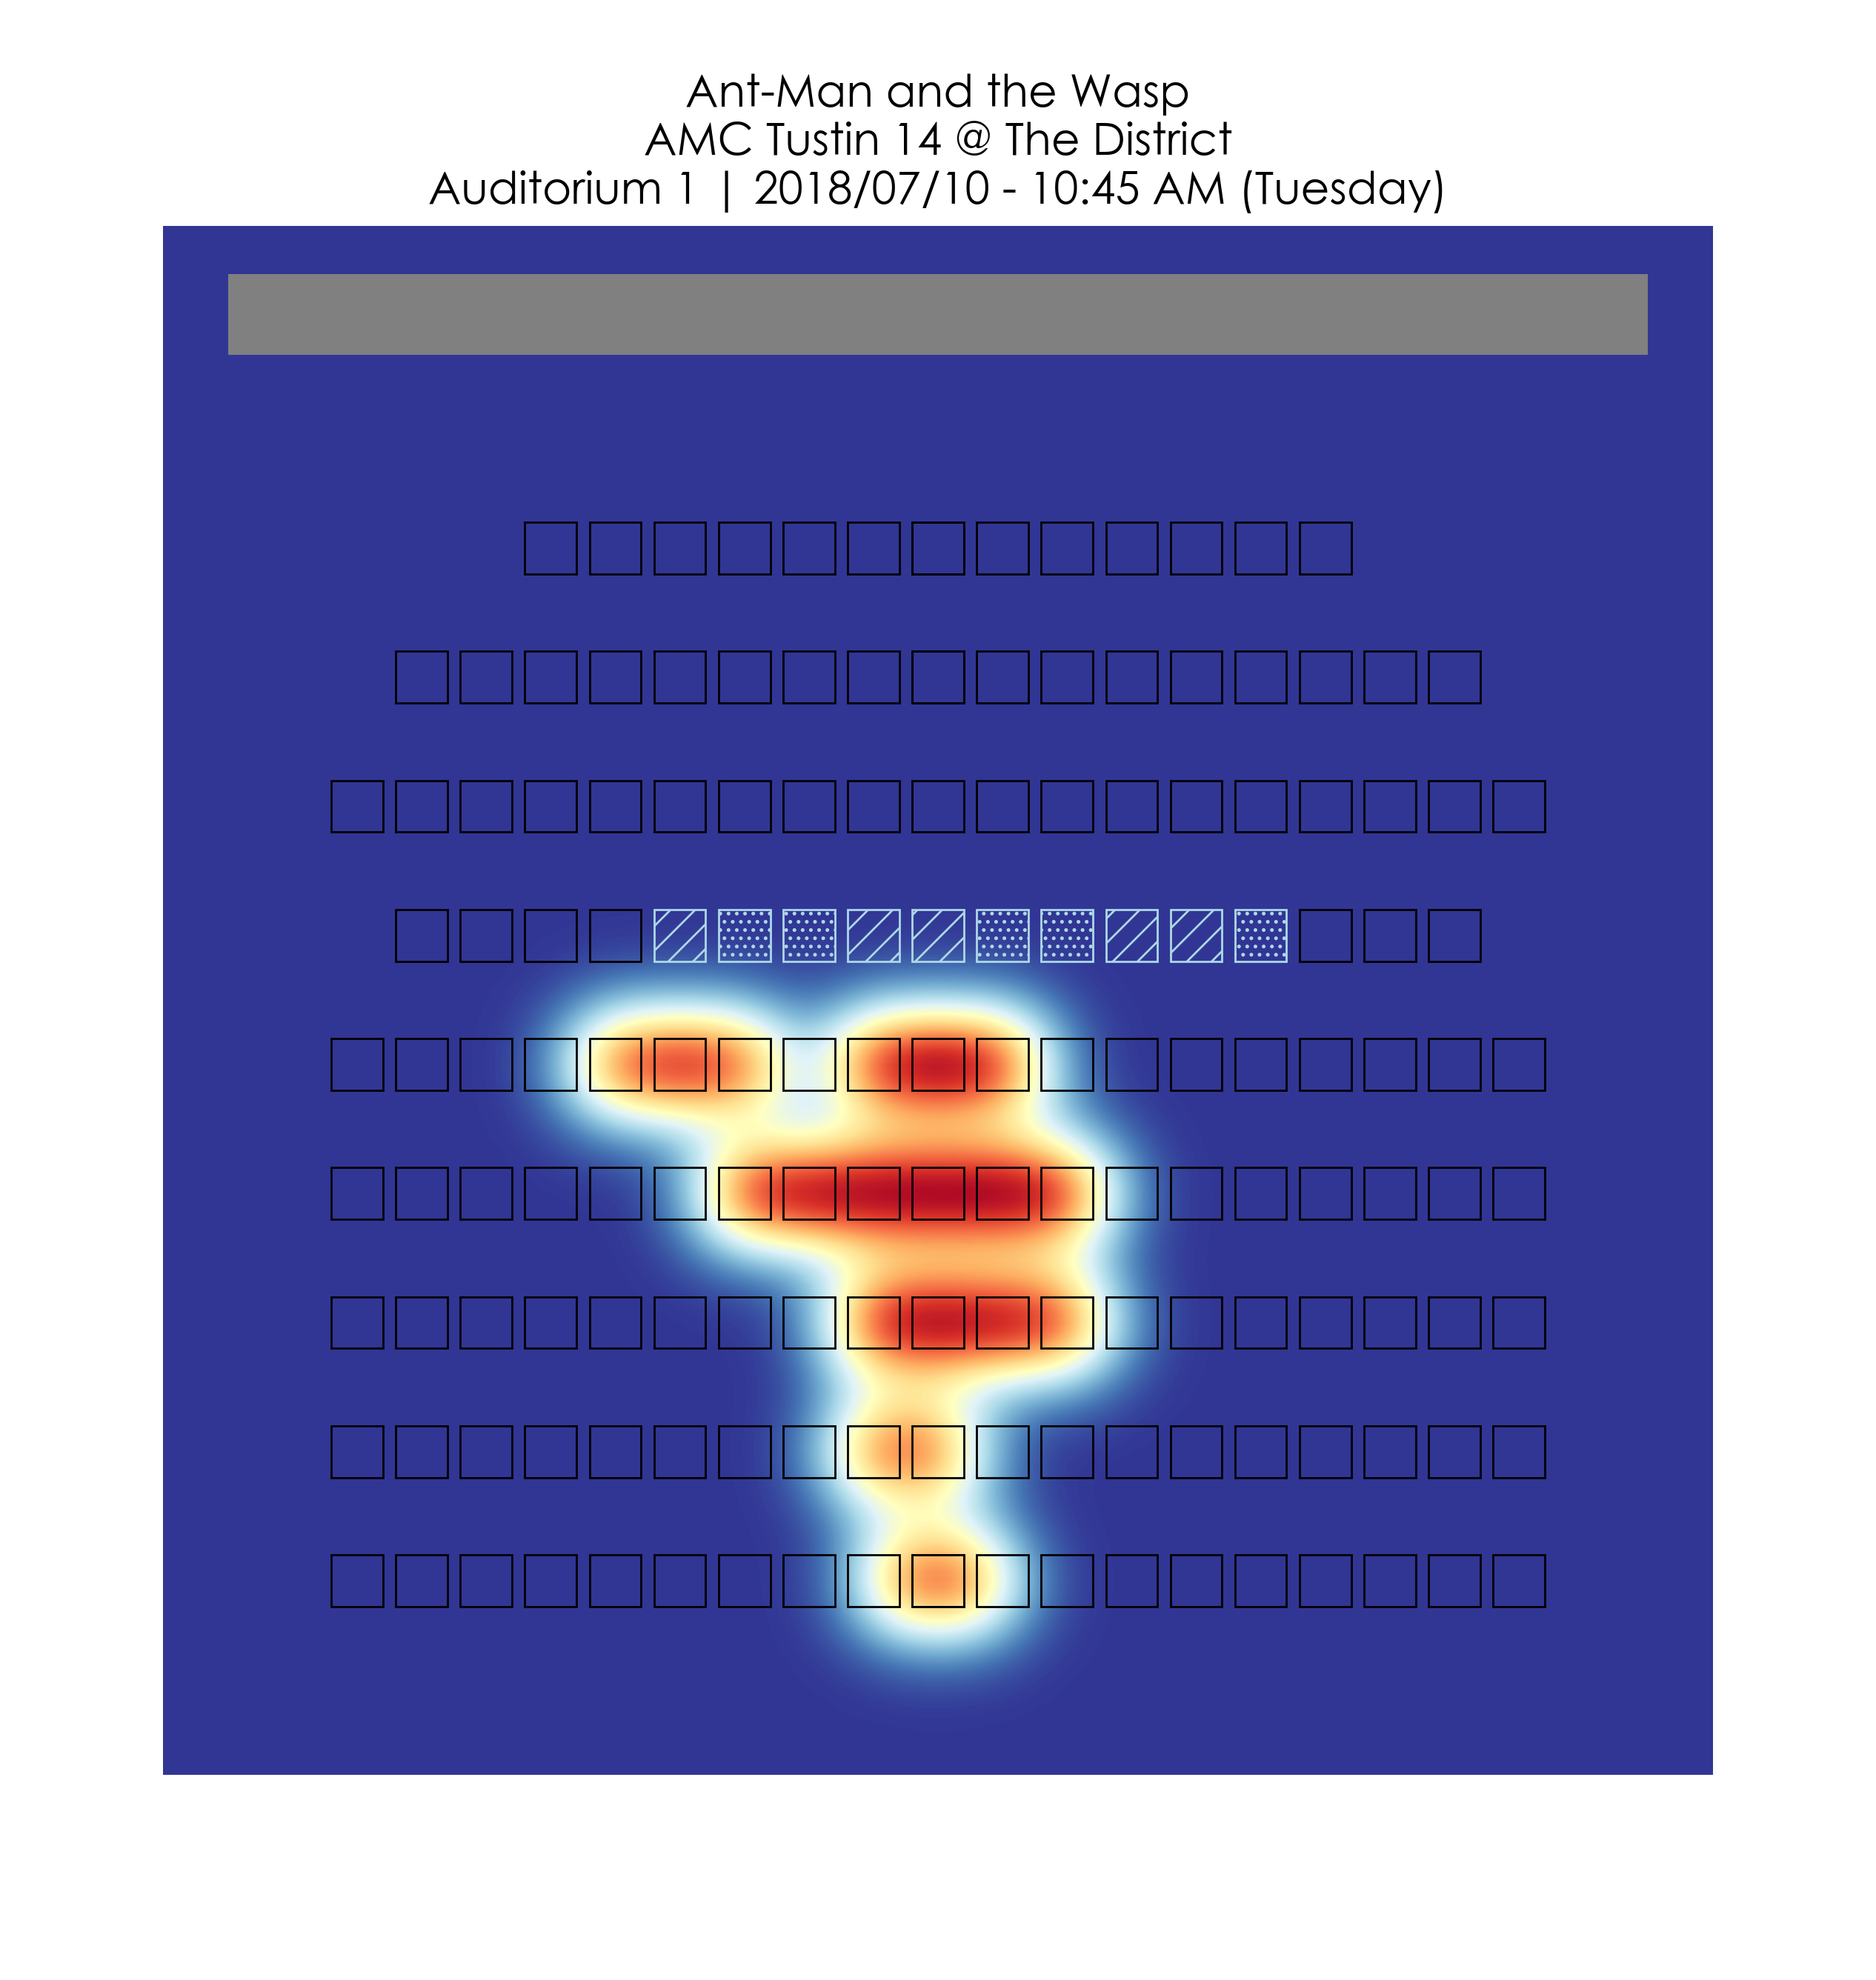 Ant-Man and the Wasp
AMC Tustin 14 @ The District
Auditorium 1 | 2018/07/10 - 10:45 AM (Tuesday)